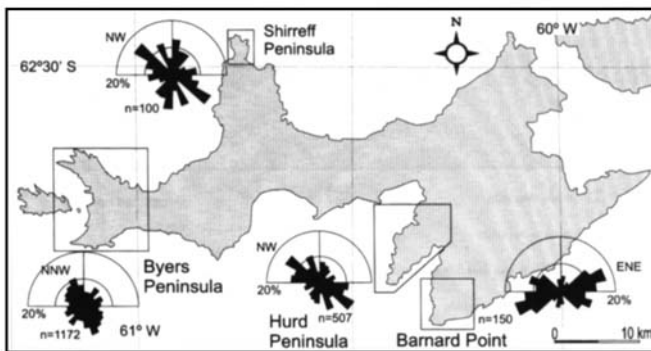 NW
Shirreff
Peninsula
N
60° W
62°30' S
20%
n=100
NNW
20%
n=1172
Byers
Peninsula
61° W
NW
20%
n=507
Hurd
Peninsula
ENE
20%
n=150
Barnard Point
0 10 km